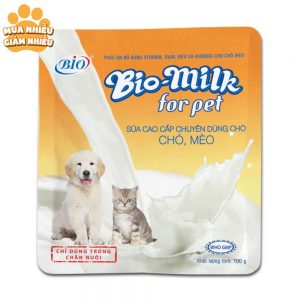 MUA NHIỀU
GIẢM NHIỀU
THỨC ĂN BỔ SUNG VITAMIN, ĐẠM, BÉO VÀ KHOÁNG CHO CHÓ MÈO
BIO
Bio-Milk
for pet
SỮA CAO CẤP CHUYÊN DÙNG CHO
CHÓ, MÈO
CHỈ DÙNG TRONG
CHĂN NUÔI
WHO GMP
Khối lượng tịnh: 100 g